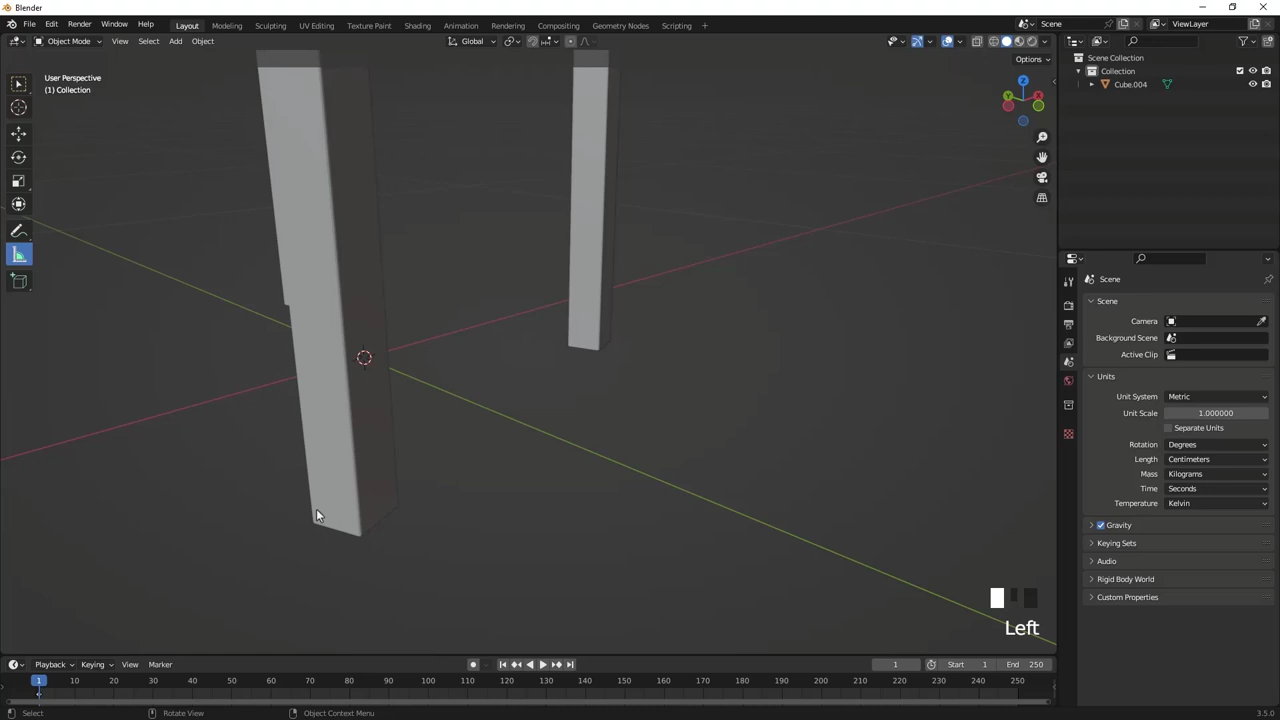 Blender
File Edit Render Window Help
Layout Modeling Sculpting UV Editing Texture Paint Shading Animation Rendering Compositing Geometry Nodes Scripting +
Scene ViewLayer
Object Mode View Select Add Object Global
Options
User Perspective
(1) Collection
Z
Y X
Scene Collection
Collection
Cube.004
Scene
Scene
Camera
Background Scene
Active Clip
Units
Unit System Metric
Unit Scale 1.000000
Separate Units
Rotation Degrees
Length Centimeters
Mass Kilograms
Time Seconds
Temperature Kelvin
Gravity
Keying Sets
Audio
Rigid Body World
Custom Properties
Left
Playback Keying View Marker
1 Start 1 End 250
1 10 20 30 40 50 60 70 80 90 100 110 120 130 140 150 160 170 180 190 200 210 220 230 240 250
Select Rotate View Object Context Menu 3.5.0